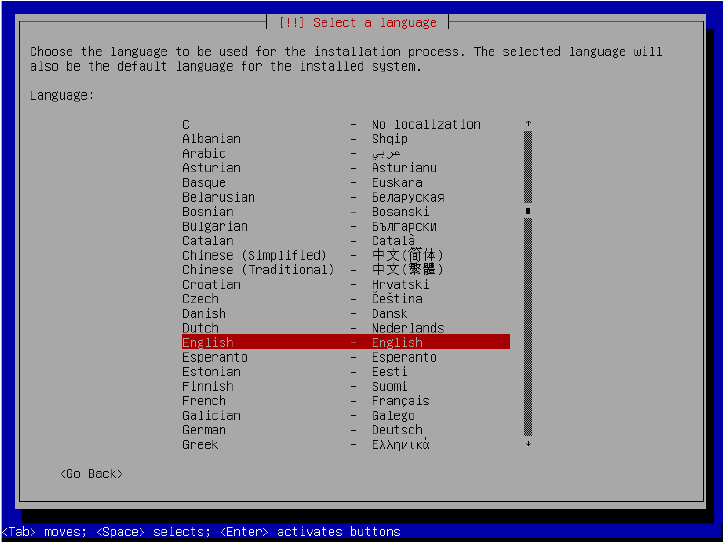 [!!] Select a language
Choose the language to be used for the installation process. The selected language will
also be the default language for the installed system.
Language:
C - No localization
Albanian - Shqip
Arabic - عربي
Asturian - Asturianu
Basque - Euskara
Belarusian - Беларуская
Bosnian - Bosanski
Bulgarian - Български
Catalan - Català
Chinese (Simplified) - 中文(简体)
Chinese (Traditional) - 中文(繁體)
Croatian - Hrvatski
Czech - Čeština
Danish - Dansk
Dutch - Nederlands
English - English
Esperanto - Esperanto
Estonian - Eesti
Finnish - Suomi
French - Français
Galician - Galego
German - Deutsch
Greek - Ελληνικά
<Go Back>
<Tab> moves; <Space> selects; <Enter> activates buttons